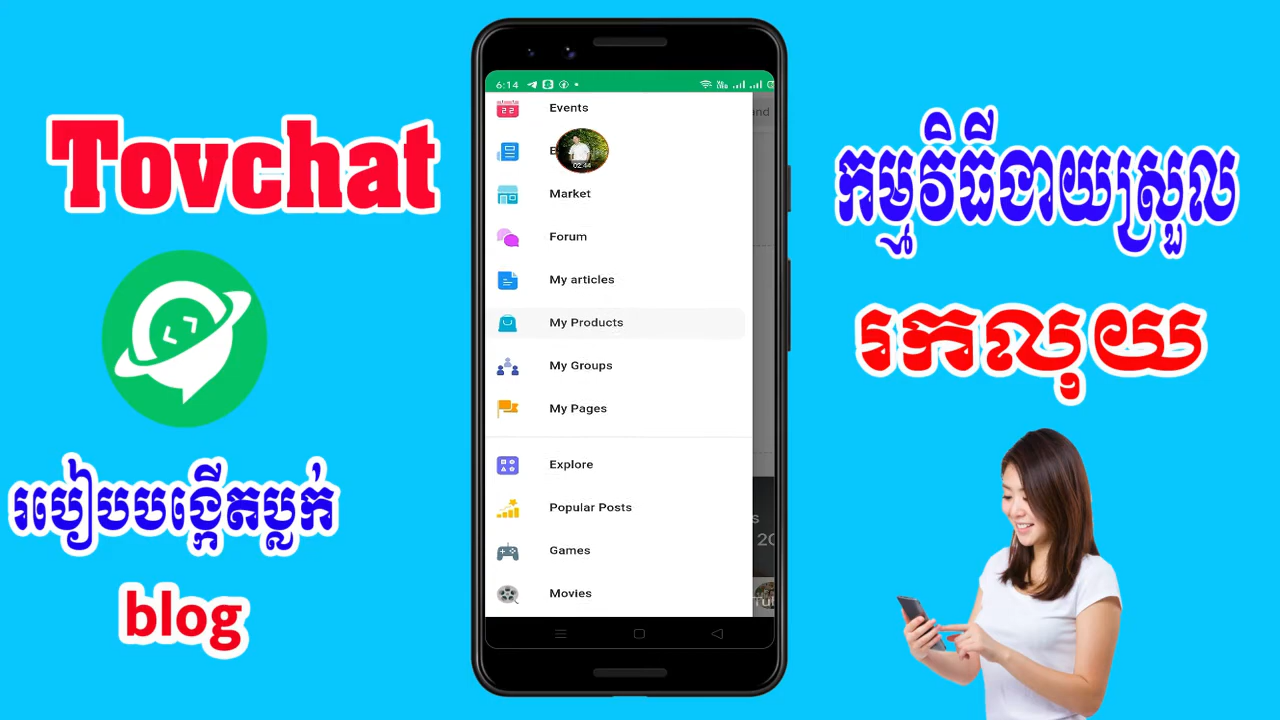 Tovchat
របៀបបង្កើតប្លក់
blog
6:14
Events
02:44
Market
Forum
My articles
My Products
My Groups
My Pages
Explore
Popular Posts
Games
Movies
កម្មវិធីងាយស្រួល
រកលុយ